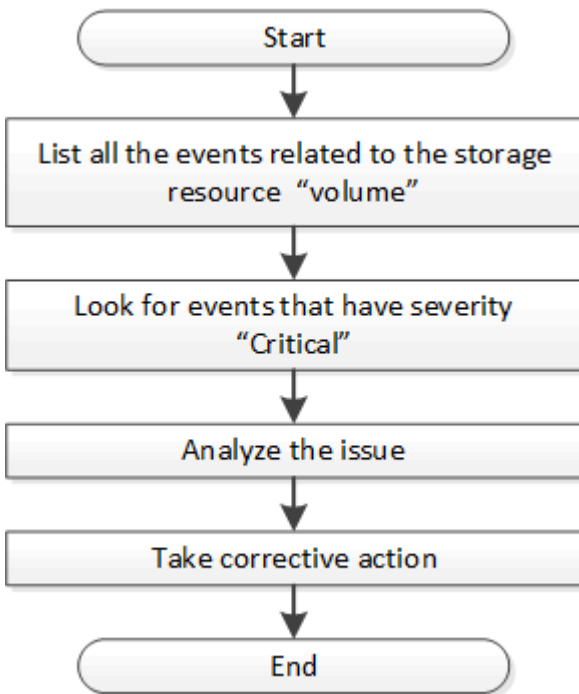 Start
List all the events related to the storage
resource “volume”
Look for events that have severity
“Critical”
Analyze the issue
Take corrective action
End